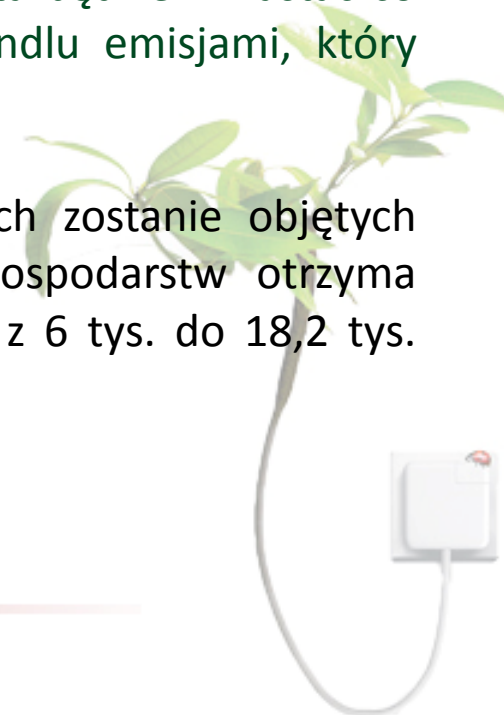 ndlu emisjami, który
ch zostanie objętych
ospodarstw otrzyma
z 6 tys. do 18,2 tys.